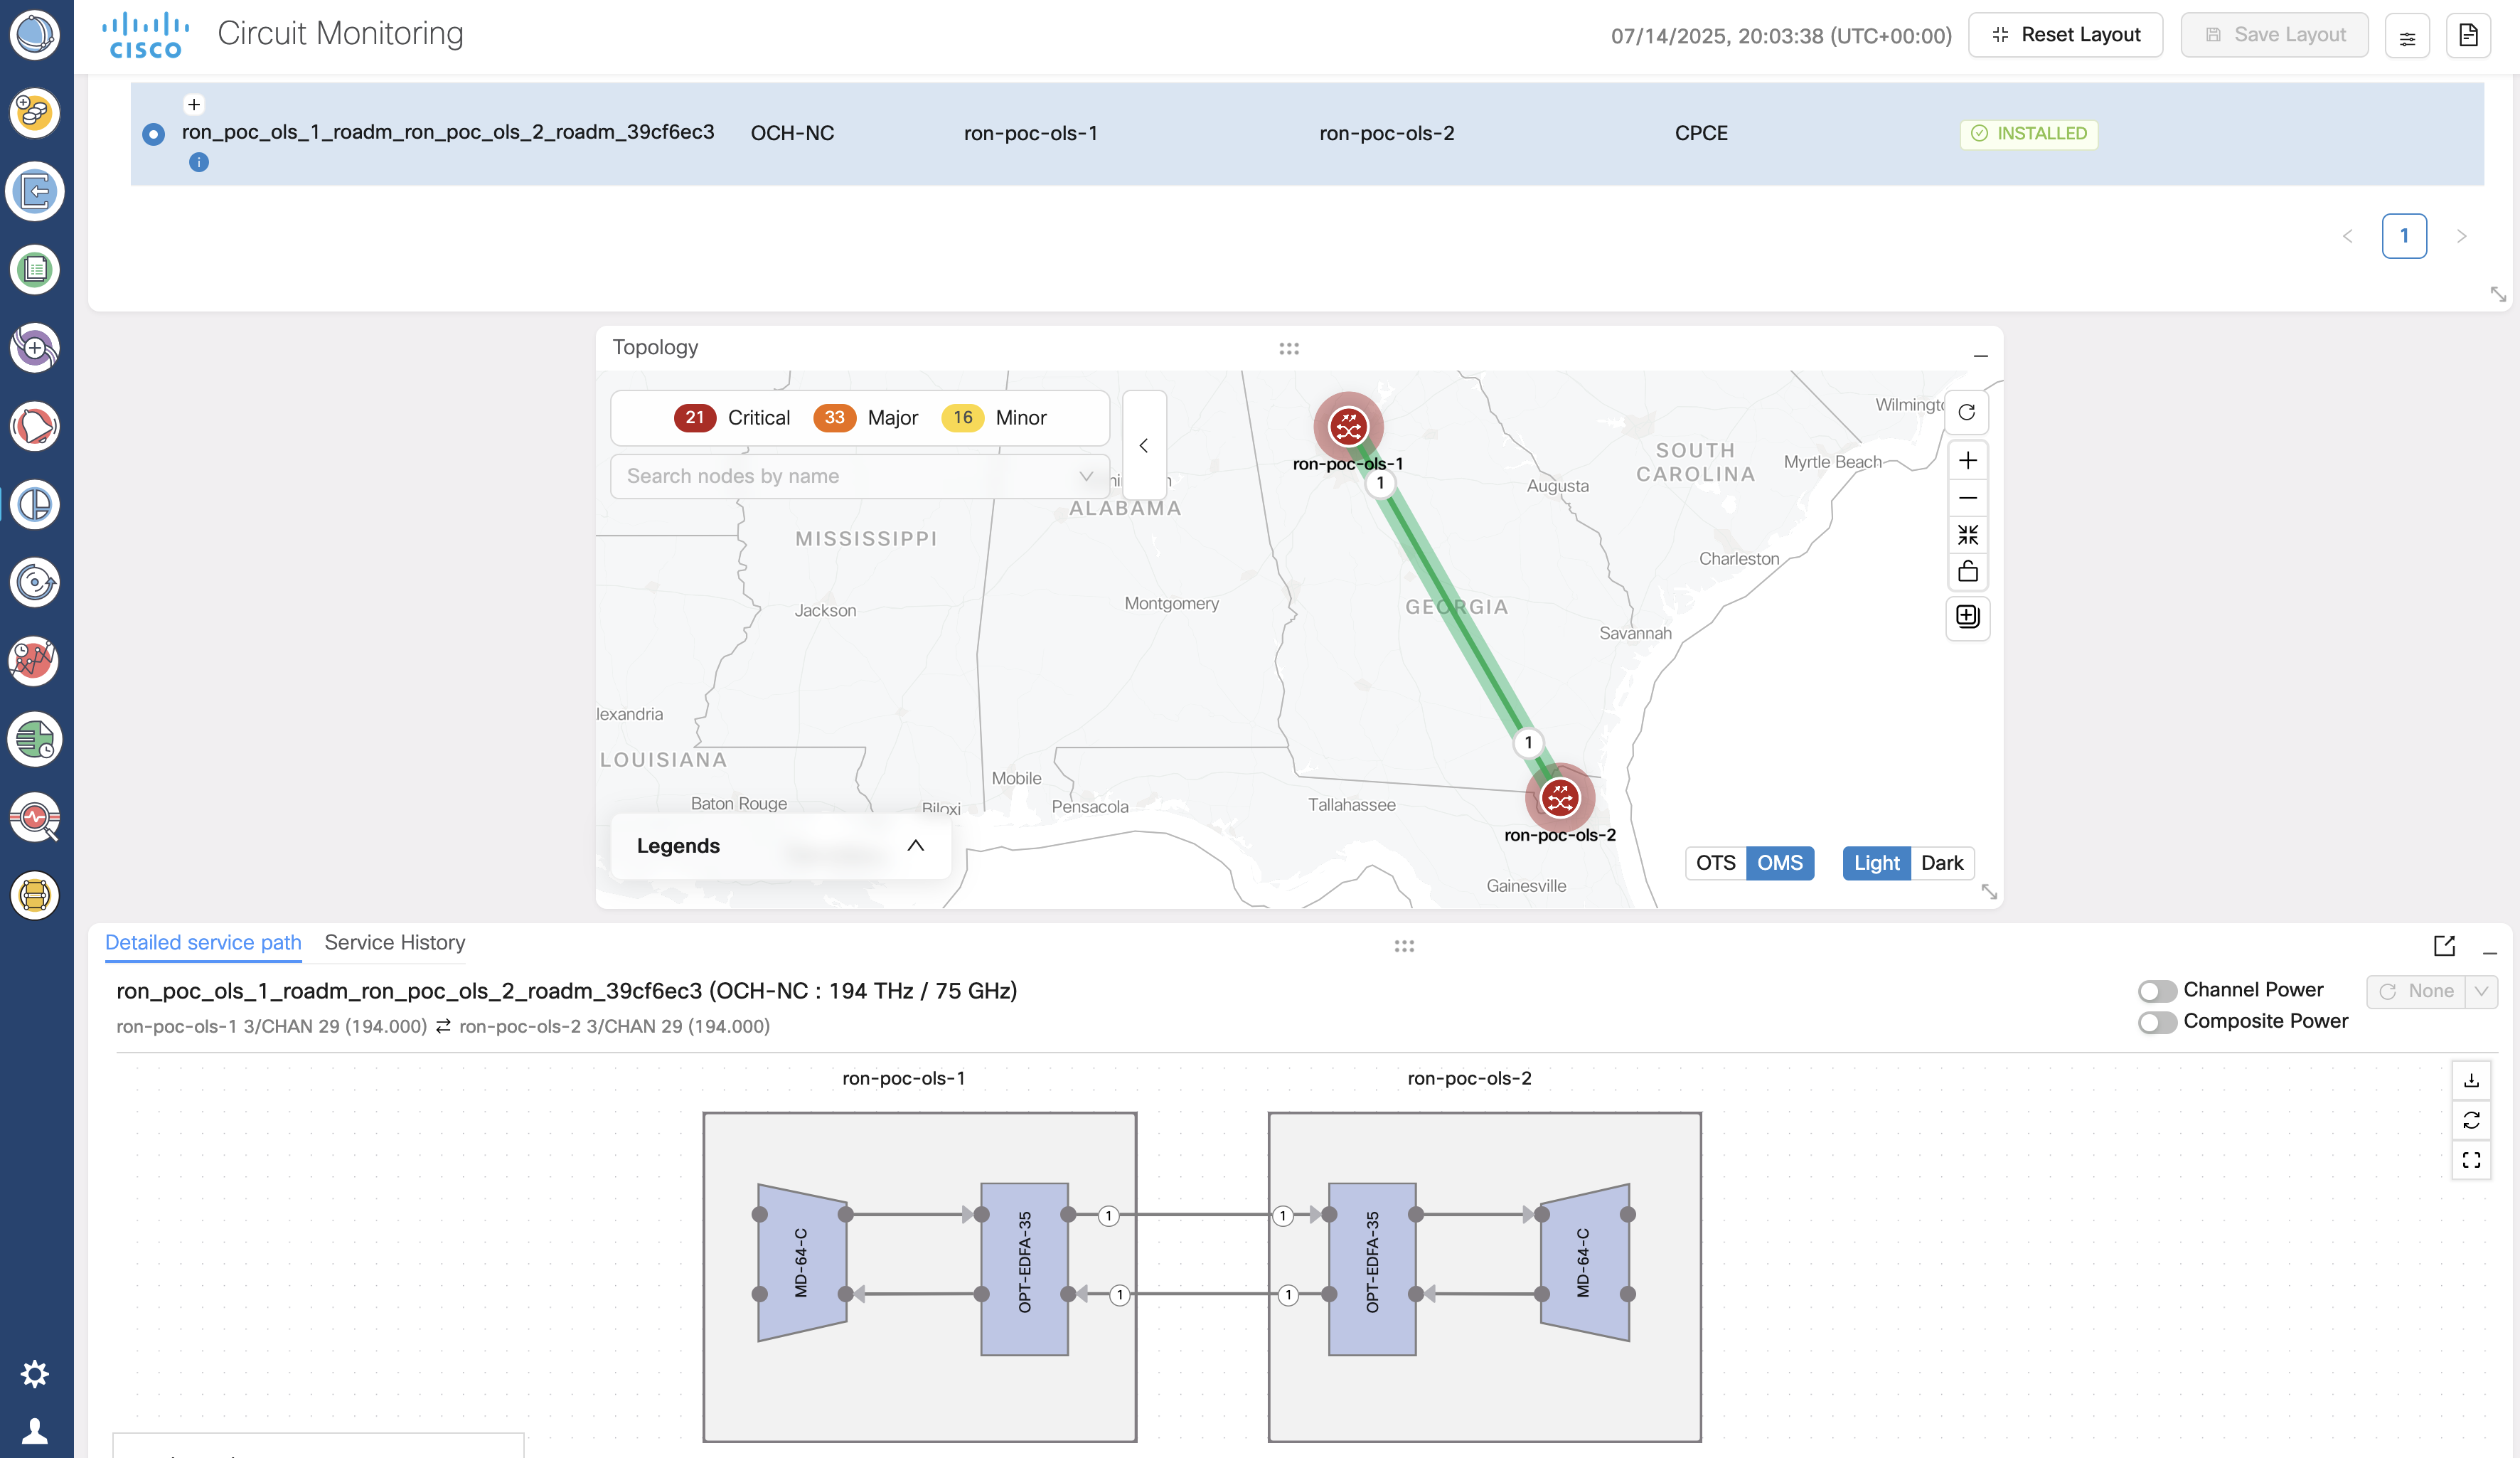 CISCO
Circuit Monitoring
07/14/2025, 20:03:38 (UTC+00:00)
Reset Layout
Save Layout
ron_poc_ols_1_roadm_ron_poc_ols_2_roadm_39cf6ec3
OCH-NC
ron-poc-ols-1
ron-poc-ols-2
CPCE
INSTALLED
1
Topology
21 Critical 33 Major 16 Minor
Search nodes by name
ron-poc-ols-1
1
Wilmingt
SOUTH
CAROLINA
Myrtle Beach
Augusta
ALABAMA
MISSISSIPPI
Charleston
Jackson
Montgomery
GEORGIA
Savannah
lexandria
LOUISIANA
1
Mobile
Baton Rouge
Biloxi
Pensacola
Tallahassee
ron-poc-ols-2
Legends
OTS OMS
Light Dark
Gainesville
Detailed service path
Service History
ron_poc_ols_1_roadm_ron_poc_ols_2_roadm_39cf6ec3 (OCH-NC : 194 THz / 75 GHz)
Channel Power
None
ron-poc-ols-1 3/CHAN 29 (194.000) ⇄ ron-poc-ols-2 3/CHAN 29 (194.000)
Composite Power
ron-poc-ols-1
ron-poc-ols-2
MD-64-C
OPT-EDFA-35
1
1
OPT-EDFA-35
MD-64-C
1
1